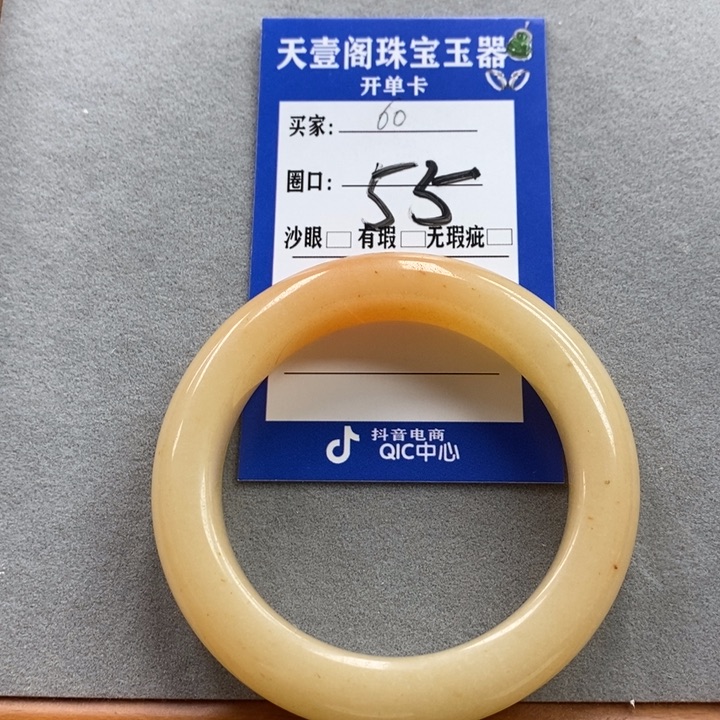 天壹阁珠宝玉器
开单卡
买家: 60
圈口: 55
沙眼 有瑕 无瑕疵
抖音电商
QIC中心